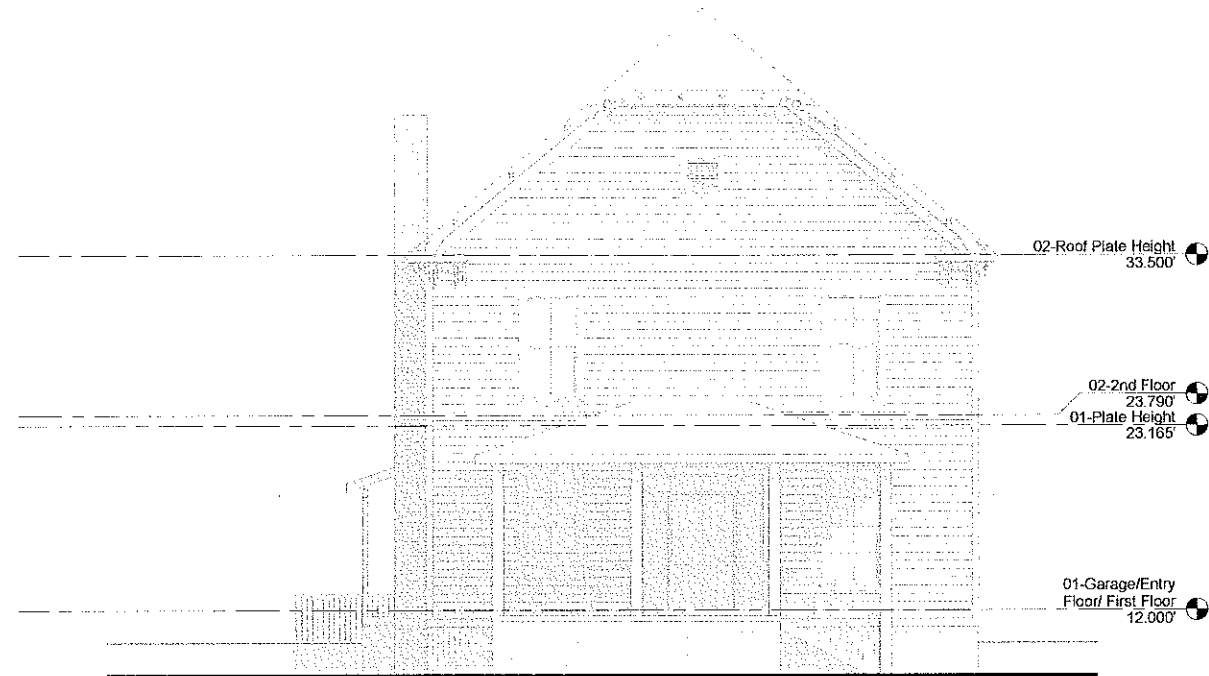 02-Roof Plate Height
33.500'
02-2nd Floor
23.790'
01-Plate Height
23.165'
01-Garage/Entry
Floor/ First Floor
12.000'